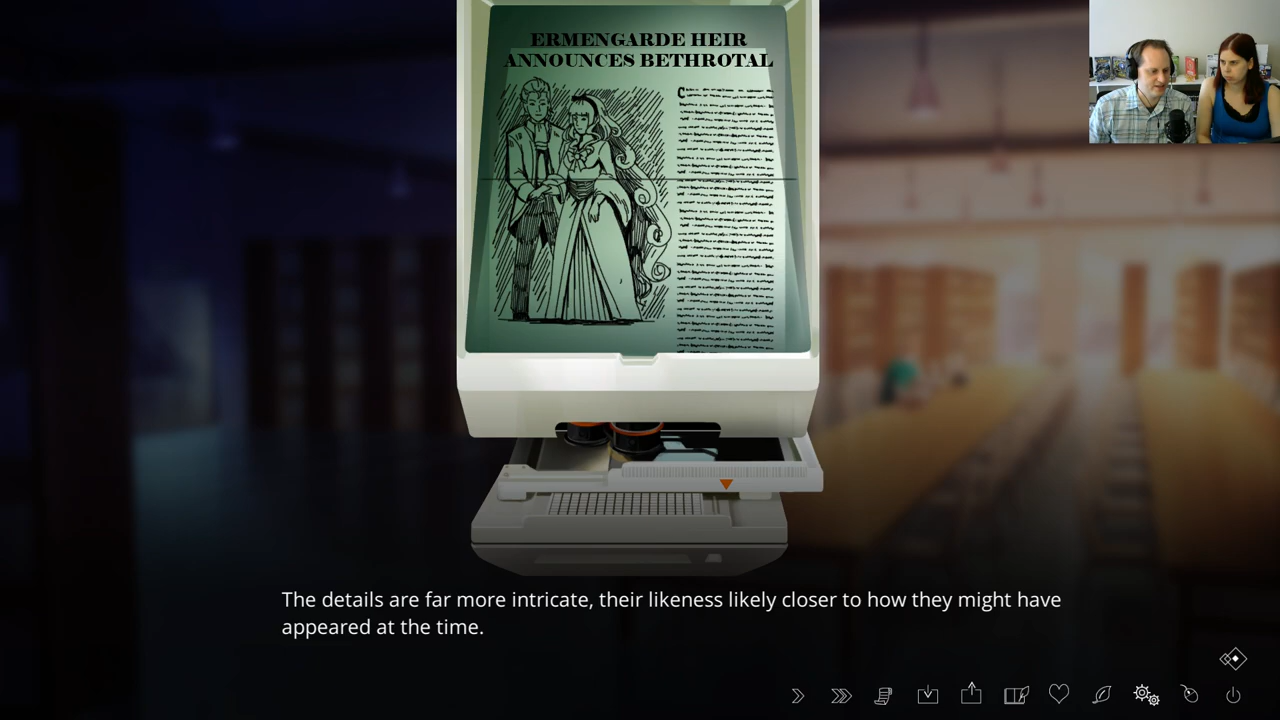 ERMENGARDE HEIR
ANNOUNCES BETHROTAL
The details are far more intricate, their likeness likely closer to how they might have
appeared at the time.